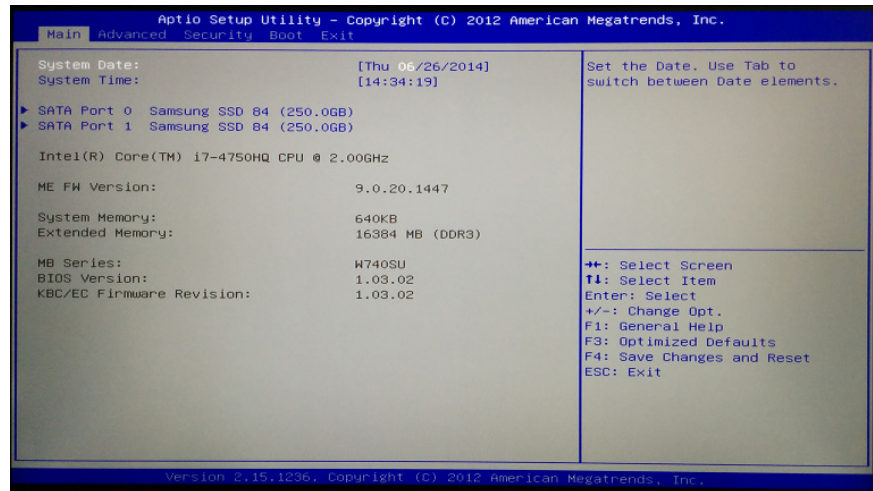 Aptio Setup Utility – Copyright (C) 2012 American Megatrends, Inc.
Main Advanced Security Boot Exit
System Date: [Thu 06/26/2014]
System Time: [14:34:19]
► SATA Port 0 Samsung SSD 84 (250.0GB)
► SATA Port 1 Samsung SSD 84 (250.0GB)
Intel(R) Core(TM) i7-4750HQ CPU @ 2.00GHz
ME FW Version: 9.0.20.1447
System Memory: 640KB
Extended Memory: 16384 MB (DDR3)
MB Series: W740SU
BIOS Version: 1.03.02
KBC/EC Firmware Revision: 1.03.02
Set the Date. Use Tab to
switch between Date elements.
→←: Select Screen
↑↓: Select Item
Enter: Select
+/-: Change Opt.
F1: General Help
F3: Optimized Defaults
F4: Save Changes and Reset
ESC: Exit
Version 2.15.1236. Copyright (C) 2012 American Megatrends, Inc.